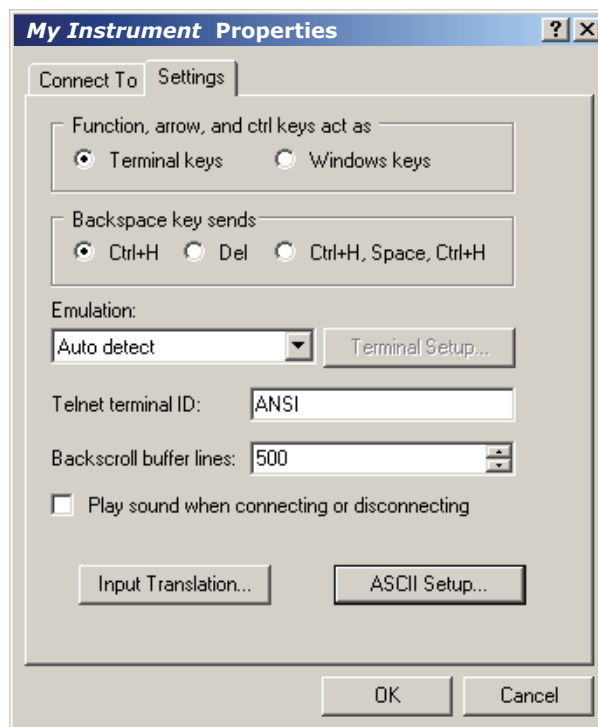 My Instrument Properties ? X
Connect To Settings
Function, arrow, and ctrl keys act as
Terminal keys Windows keys
Backspace key sends
Ctrl+H Del Ctrl+H, Space, Ctrl+H
Emulation:
Auto detect Terminal Setup...
Telnet terminal ID: ANSI
Backscroll buffer lines: 500
Play sound when connecting or disconnecting
Input Translation... ASCII Setup...
OK Cancel